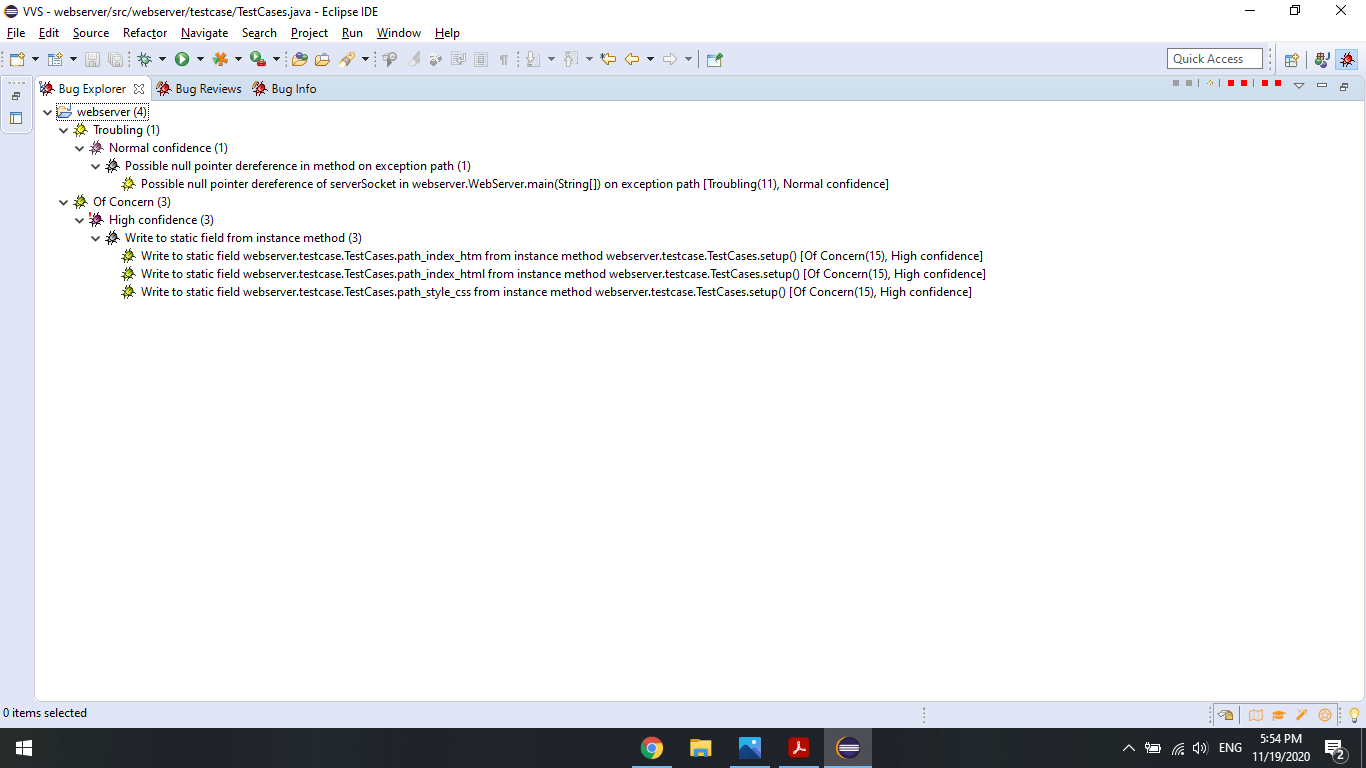 VVS - webserver/src/webserver/testcase/TestCases.java - Eclipse IDE
File Edit Source Refactor Navigate Search Project Run Window Help
Quick Access
Bug Explorer Bug Reviews Bug Info
webserver (4)
Troubling (1)
Normal confidence (1)
Possible null pointer dereference in method on exception path (1)
Possible null pointer dereference of serverSocket in webserver.WebServer.main(String[]) on exception path [Troubling(11), Normal confidence]
Of Concern (3)
High confidence (3)
Write to static field from instance method (3)
Write to static field webserver.testcase.TestCases.path_index_htm from instance method webserver.testcase.TestCases.setup() [Of Concern(15), High confidence]
Write to static field webserver.testcase.TestCases.path_index_html from instance method webserver.testcase.TestCases.setup() [Of Concern(15), High confidence]
Write to static field webserver.testcase.TestCases.path_style_css from instance method webserver.testcase.TestCases.setup() [Of Concern(15), High confidence]
0 items selected
ENG
5:54 PM
11/19/2020
2